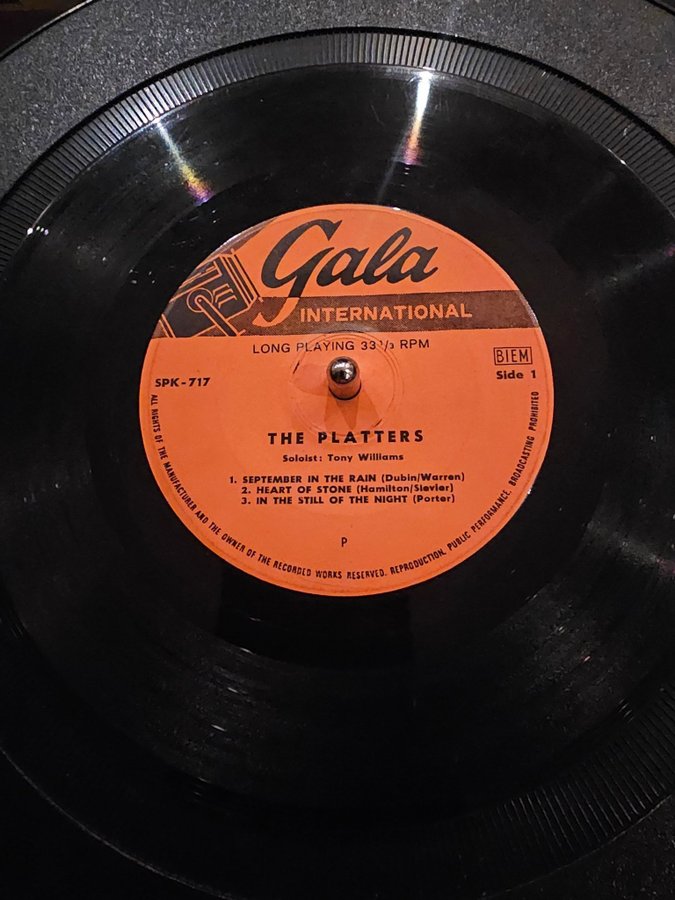 Gala
INTERNATIONAL
LONG PLAYING 33⅓ RPM
BIEM
SPK-717
Side 1
THE PLATTERS
Soloist: Tony Williams
1. SEPTEMBER IN THE RAIN (Dubin/Warren)
2. HEART OF STONE (Hamilton/Sievier)
3. IN THE STILL OF THE NIGHT (Porter)
P
ALL RIGHTS OF THE MANUFACTURER AND THE OWNER OF THE RECORDED WORKS RESERVED. REPRODUCTION, PUBLIC PERFORMANCE, BROADCASTING PROHIBITED